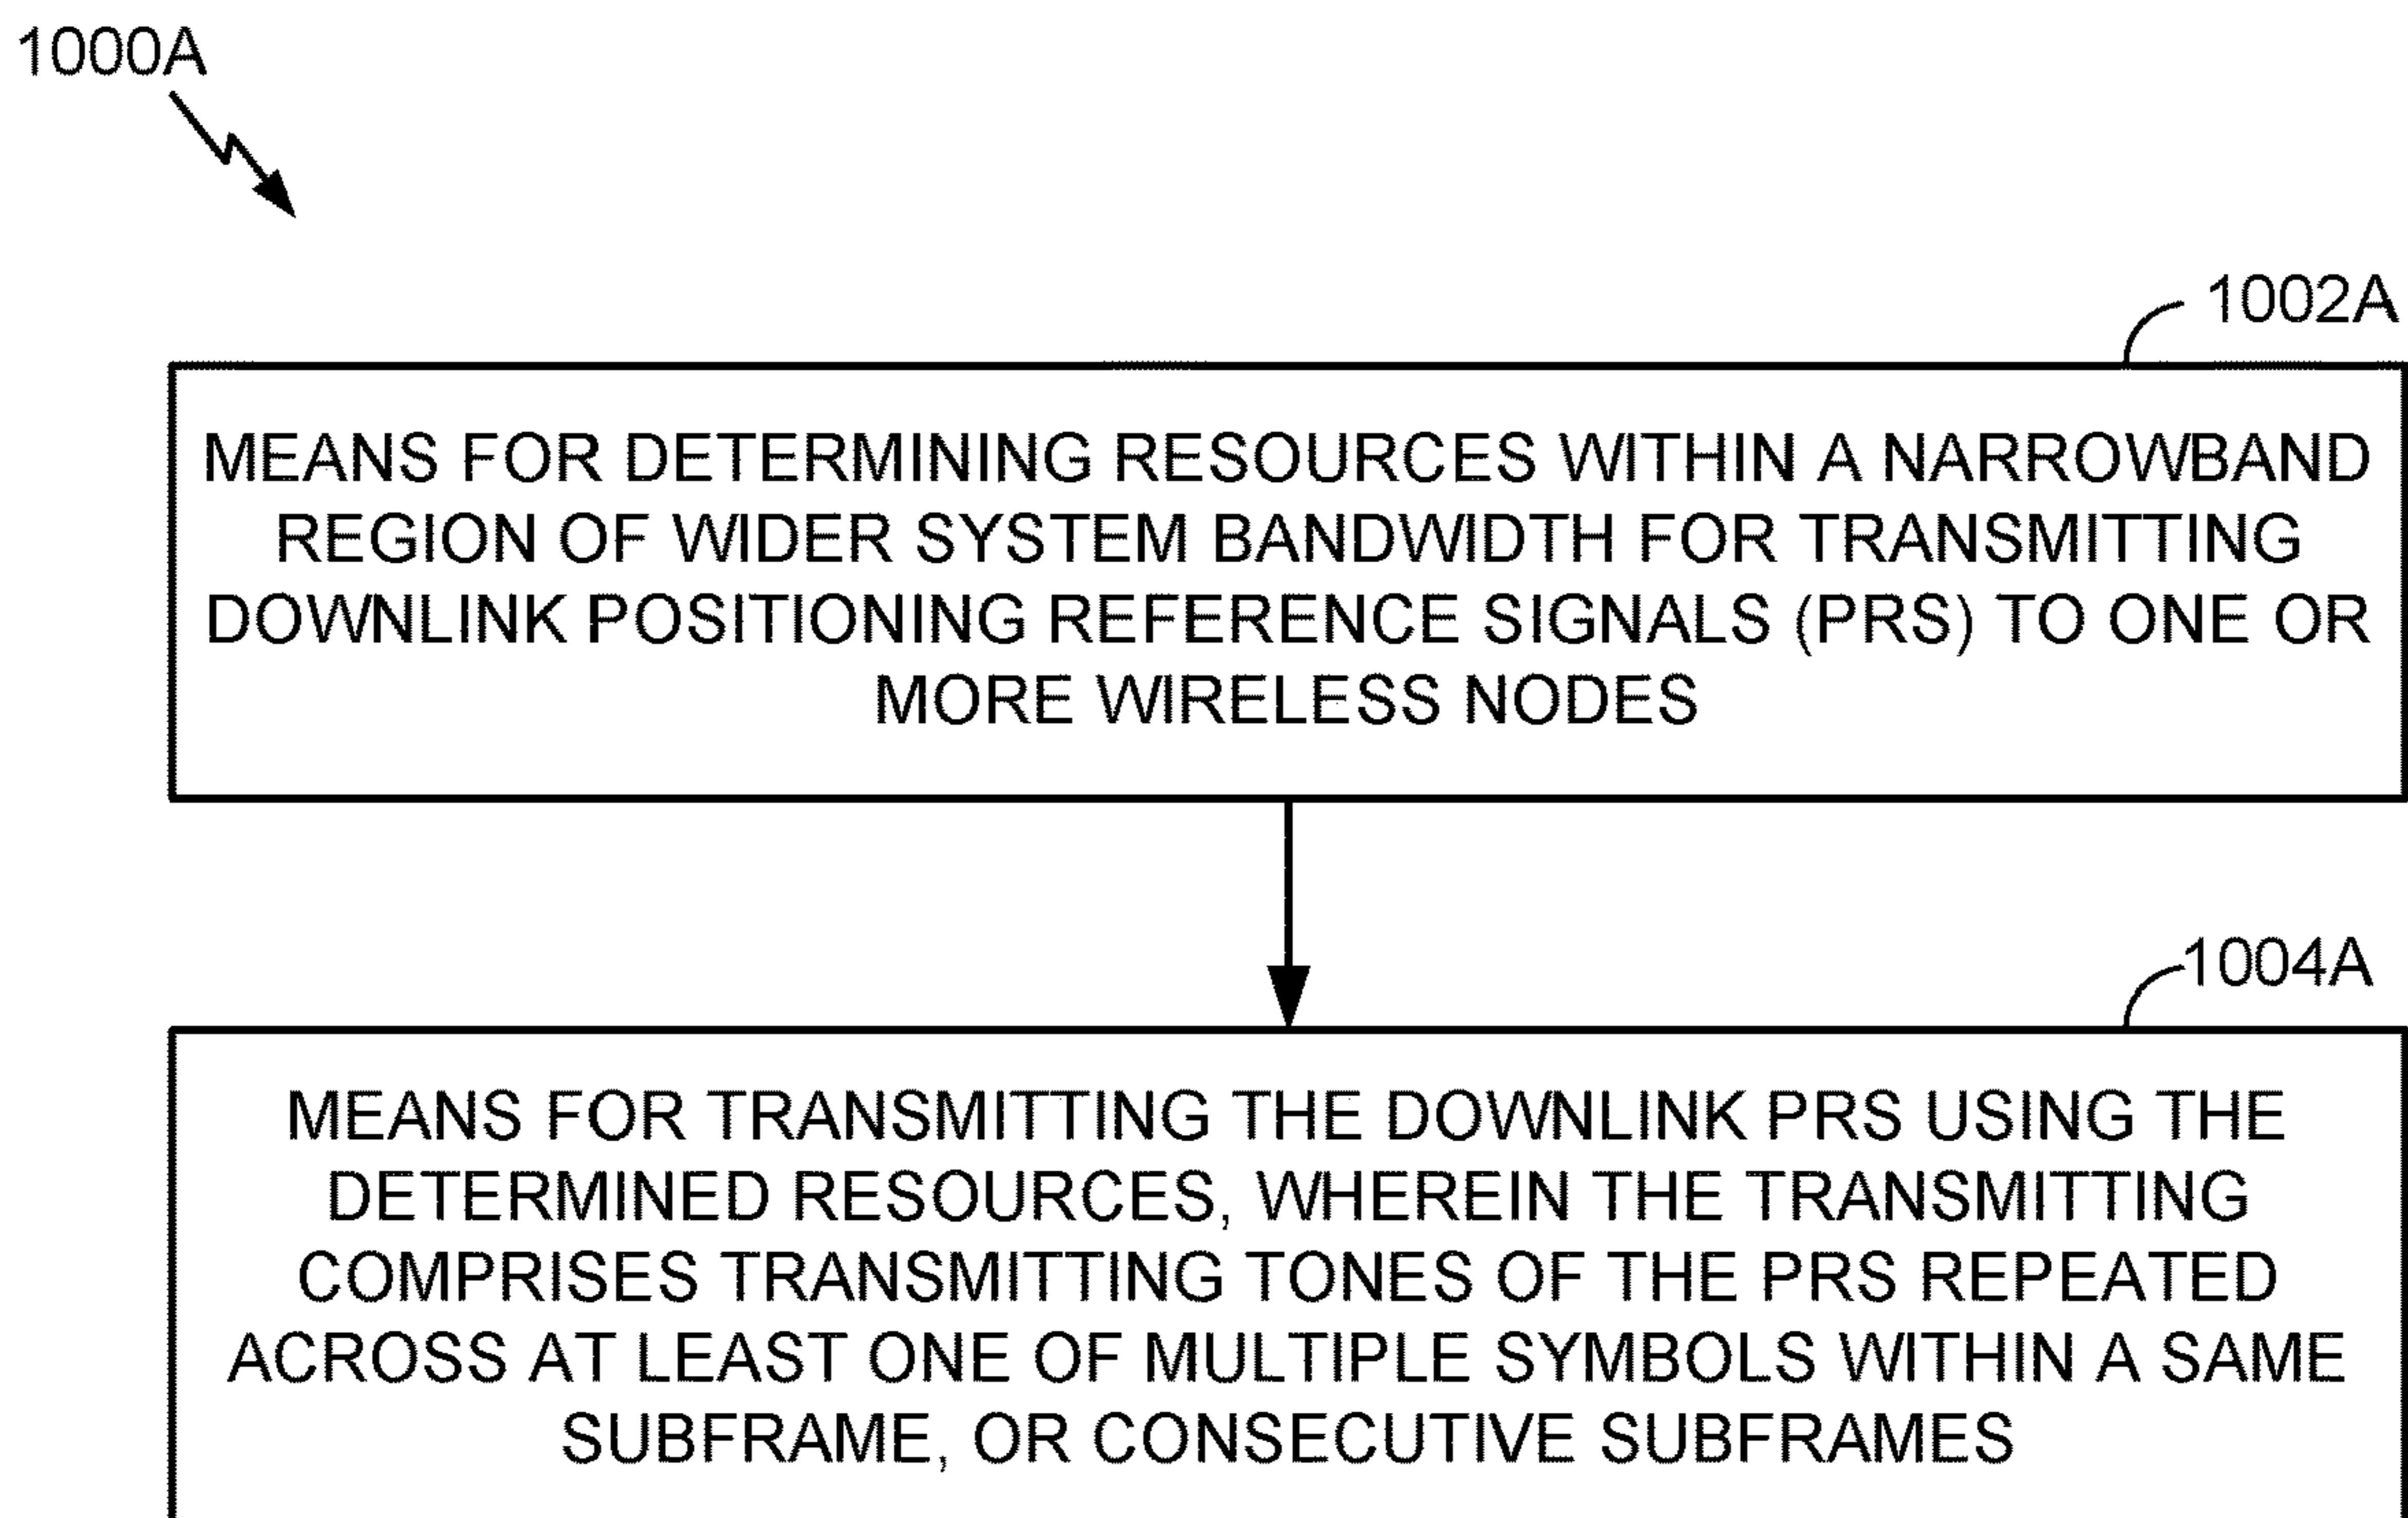 1000A
1002A
MEANS FOR DETERMINING RESOURCES WITHIN A NARROWBAND
REGION OF WIDER SYSTEM BANDWIDTH FOR TRANSMITTING
DOWNLINK POSITIONING REFERENCE SIGNALS (PRS) TO ONE OR
MORE WIRELESS NODES
1004A
MEANS FOR TRANSMITTING THE DOWNLINK PRS USING THE
DETERMINED RESOURCES, WHEREIN THE TRANSMITTING
COMPRISES TRANSMITTING TONES OF THE PRS REPEATED
ACROSS AT LEAST ONE OF MULTIPLE SYMBOLS WITHIN A SAME
SUBFRAME, OR CONSECUTIVE SUBFRAMES